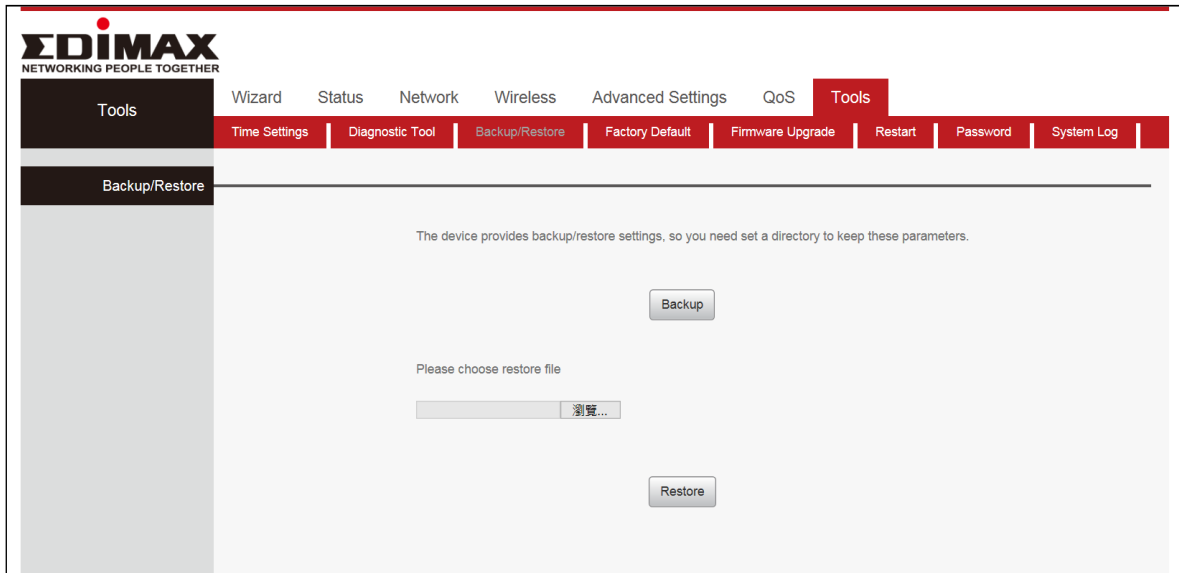 EDIMAX
NETWORKING PEOPLE TOGETHER
Tools
Wizard Status Network Wireless Advanced Settings QoS Tools
Time Settings Diagnostic Tool Backup/Restore Factory Default Firmware Upgrade Restart Password System Log
Backup/Restore
The device provides backup/restore settings, so you need set a directory to keep these parameters.
Backup
Please choose restore file
瀏覽...
Restore